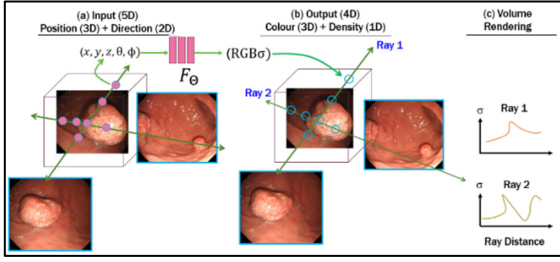 (a) Input (5D)
Position (3D) + Direction (2D)
(x, y, z, θ, ϕ)
F_Θ
(b) Output (4D)
Colour (3D) + Density (1D)
(RGBσ)
Ray 1
Ray 2
(c) Volume
Rendering
σ
Ray 1
σ
Ray 2
Ray Distance